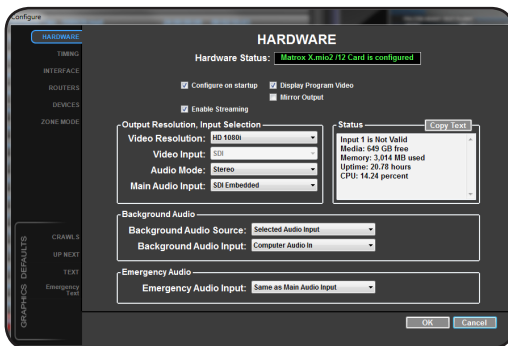 Configure
HARDWARE
TIMING
INTERFACE
ROUTERS
DEVICES
ZONE MODE
GRAPHICS DEFAULTS
CRAWLS
UP NEXT
TEXT
Emergency
Text
HARDWARE
Hardware Status: Matrox X.mio2 /12 Card is configured
Configure on startup Display Program Video
Mirror Output
Enable Streaming
Output Resolution, Input Selection
Video Resolution: HD 1080i
Video Input: SDI
Audio Mode: Stereo
Main Audio Input: SDI Embedded
Status Copy Text
Input 1 is Not Valid
Media: 649 GB free
Memory: 3,014 MB used
Uptime: 20.78 hours
CPU: 14.24 percent
Background Audio
Background Audio Source: Selected Audio Input
Background Audio Input: Computer Audio In
Emergency Audio
Emergency Audio Input: Same as Main Audio Input
OK Cancel